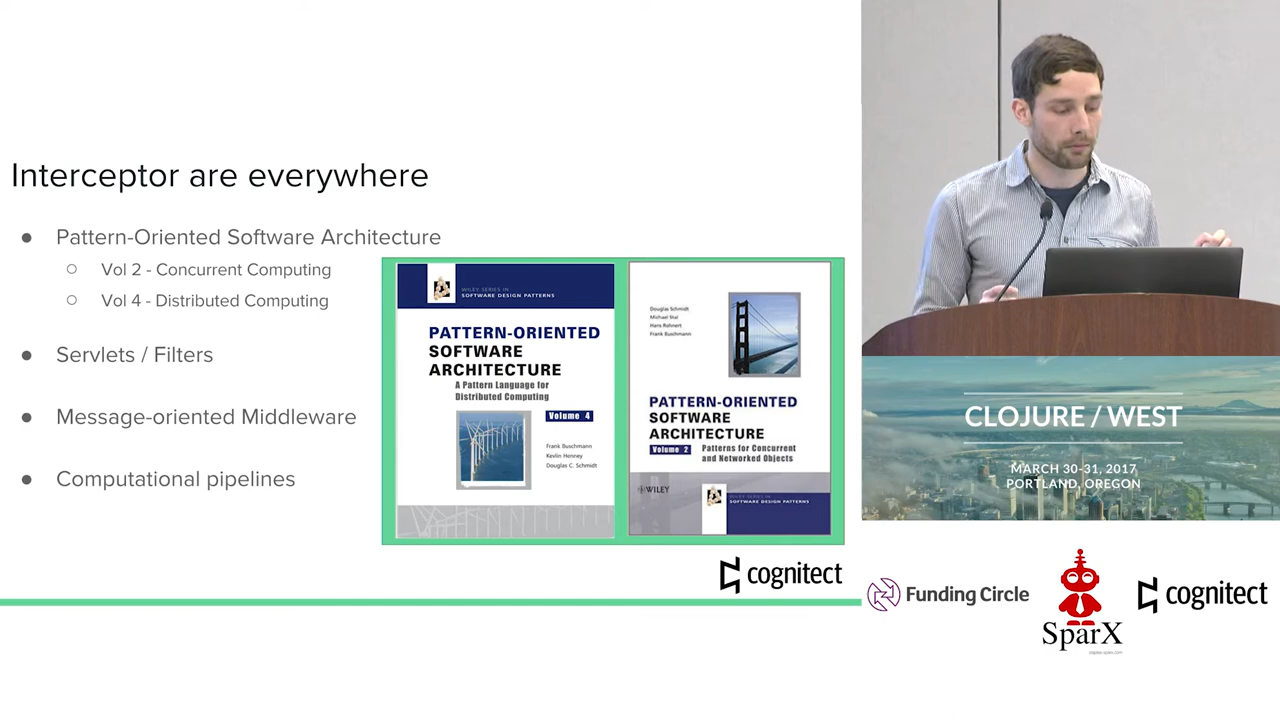 Interceptor are everywhere
● Pattern-Oriented Software Architecture
○ Vol 2 - Concurrent Computing
○ Vol 4 - Distributed Computing
● Servlets / Filters
● Message-oriented Middleware
● Computational pipelines
WILEY SERIES IN
SOFTWARE DESIGN PATTERNS
PATTERN-ORIENTED
SOFTWARE
ARCHITECTURE
A Pattern Language for
Distributed Computing
Volume 4
Frank Buschmann
Kevlin Henney
Douglas C. Schmidt
Douglas Schmidt
Michael Stal
Hans Rohnert
Frank Buschmann
PATTERN-ORIENTED
SOFTWARE
ARCHITECTURE
Volume 2
Patterns for Concurrent
and Networked Objects
WILEY
WILEY SERIES IN
SOFTWARE DESIGN PATTERNS
cognitect
CLOJURE / WEST
MARCH 30-31, 2017
PORTLAND, OREGON
Funding Circle
SparX
staples-sparx.com
cognitect